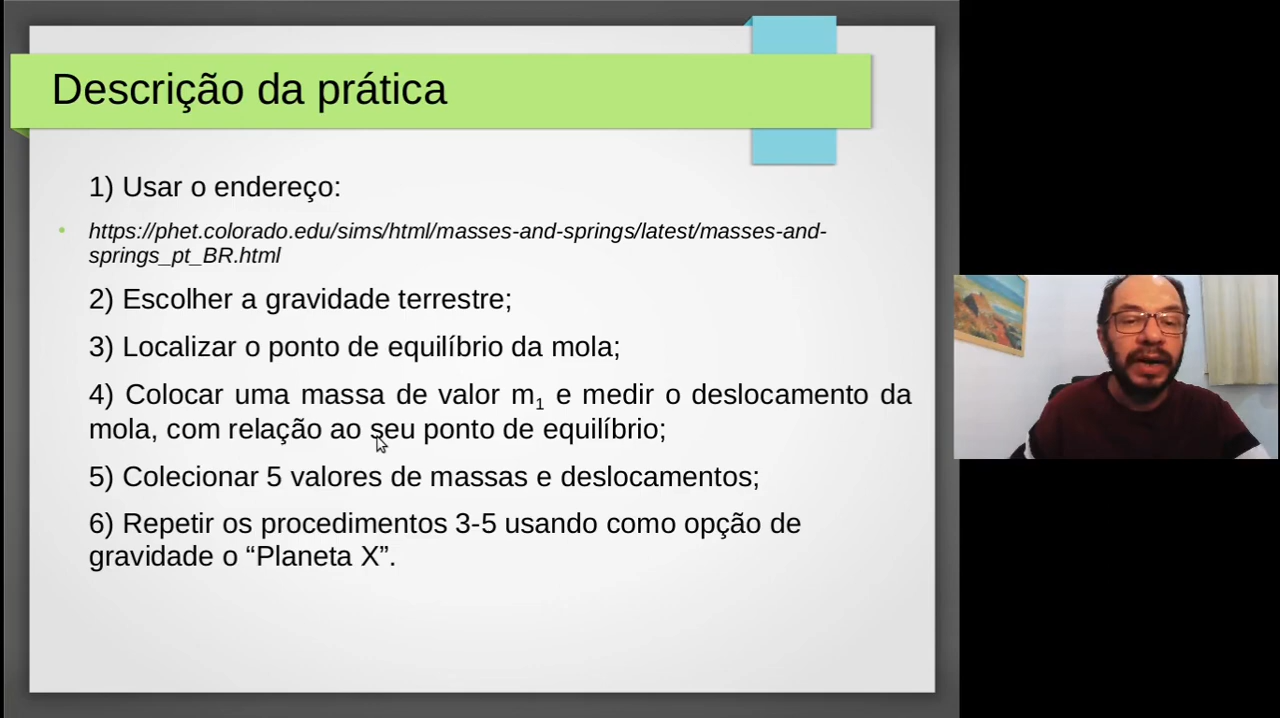 Descrição da prática
1) Usar o endereço:
https://phet.colorado.edu/sims/html/masses-and-springs/latest/masses-and-
springs_pt_BR.html
2) Escolher a gravidade terrestre;
3) Localizar o ponto de equilíbrio da mola;
4) Colocar uma massa de valor m₁ e medir o deslocamento da
mola, com relação ao seu ponto de equilíbrio;
5) Colecionar 5 valores de massas e deslocamentos;
6) Repetir os procedimentos 3-5 usando como opção de
gravidade o “Planeta X”.